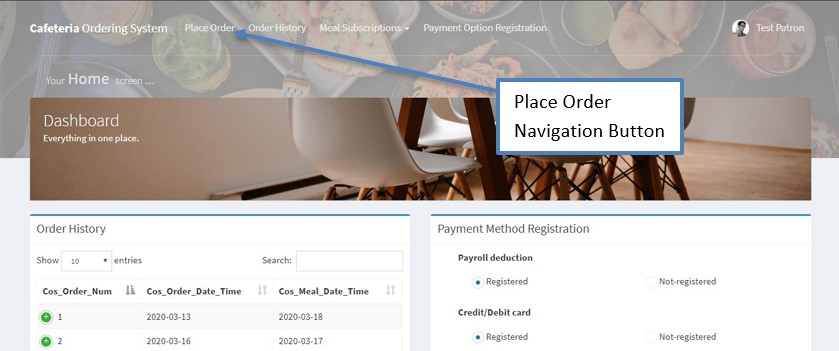 Cafeteria Ordering System Place Order Order History Meal Subscriptions Payment Option Registration Test Patron
Your Home screen ....
Place Order
Navigation Button
Dashboard
Everything in one place.
Order History
Show 10 entries Search:
Cos_Order_Num Cos_Order_Date_Time Cos_Meal_Date_Time
1 2020-03-13 2020-03-18
2 2020-03-16 2020-03-17
Payment Method Registration
Payroll deduction
Registered Not-registered
Credit/Debit card
Registered Not-registered